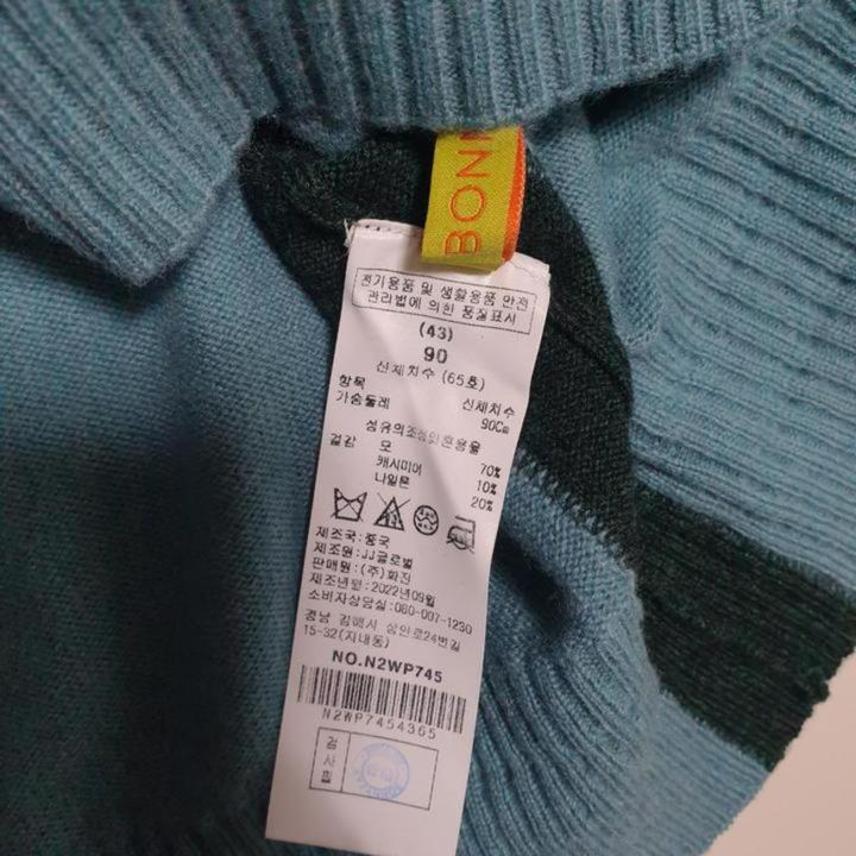 BONN
전기용품 및 생활용품 안전
관리법에 의한 품질표시
(43)
90
신체치수 (65호)
항목 신체치수
가슴둘레 90Cm
섬유의조성및혼용율
겉감 모 70%
캐시미어 10%
나일론 20%
제조국:중국
제조원:JJ글로벌
판매원:(주)화진
제조년원:2022년09월
소비자상담실:080-007-1230
경남 김해시 삼안로24번길
15-32(지내동)
NO.N2WP745
N2WP7454365
검사필